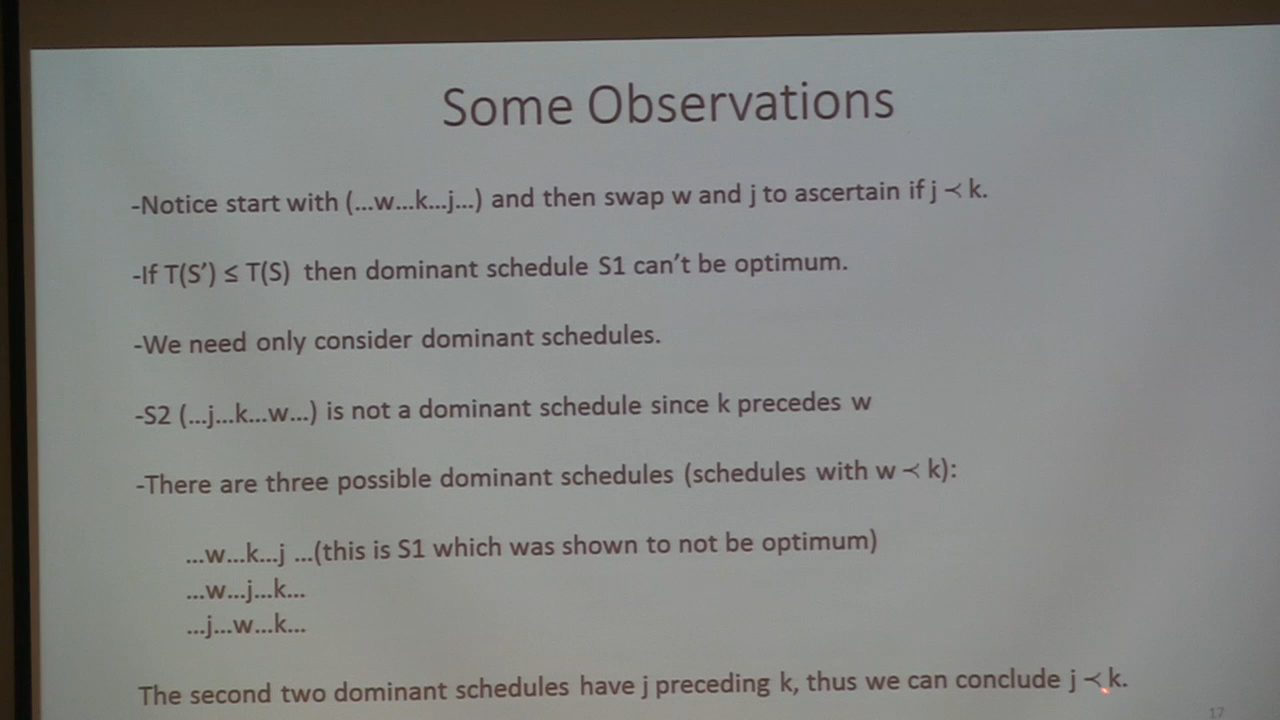 Some Observations
-Notice start with (...w...k...j...) and then swap w and j to ascertain if j ≺ k.
-If T(S’) ≤ T(S) then dominant schedule S1 can’t be optimum.
-We need only consider dominant schedules.
-S2 (...j...k...w...) is not a dominant schedule since k precedes w
-There are three possible dominant schedules (schedules with w ≺ k):
...w...k...j ...(this is S1 which was shown to not be optimum)
...w...j...k...
...j...w...k...
The second two dominant schedules have j preceding k, thus we can conclude j ≺ k.
17